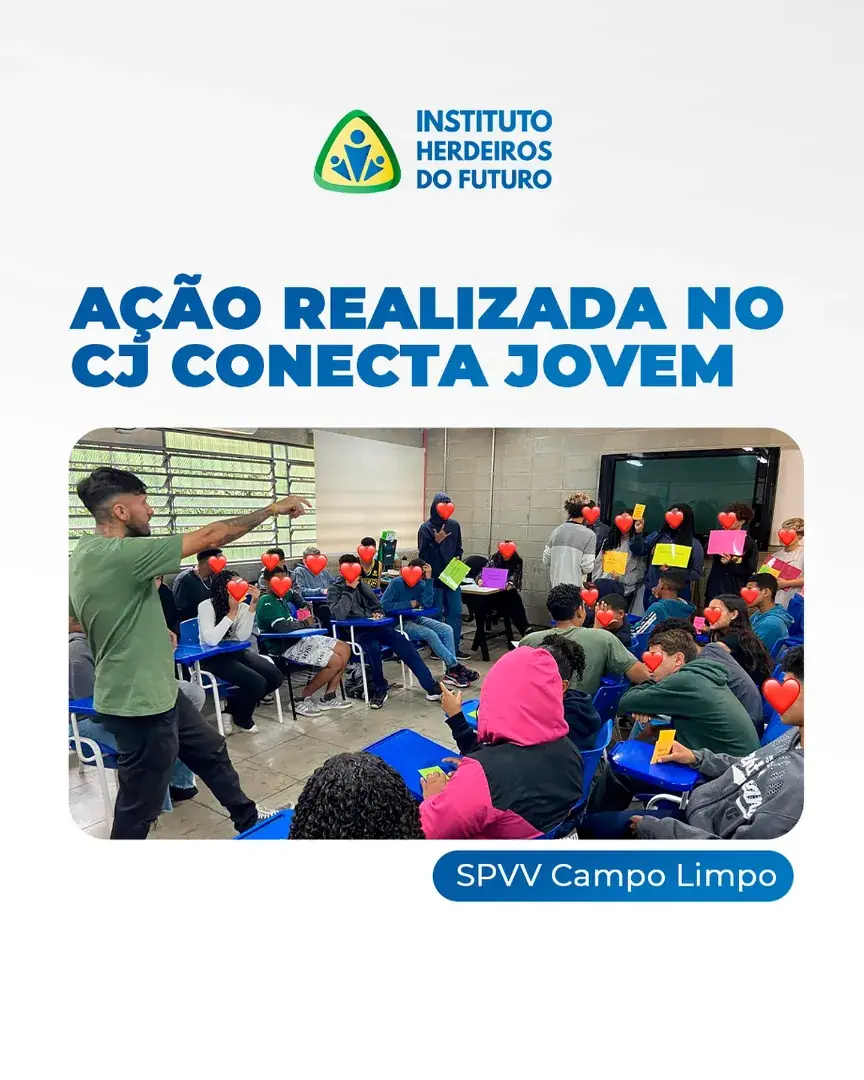 INSTITUTO
HERDEIROS
DO FUTURO
AÇÃO REALIZADA NO
CJ CONECTA JOVEM
SPVV Campo Limpo